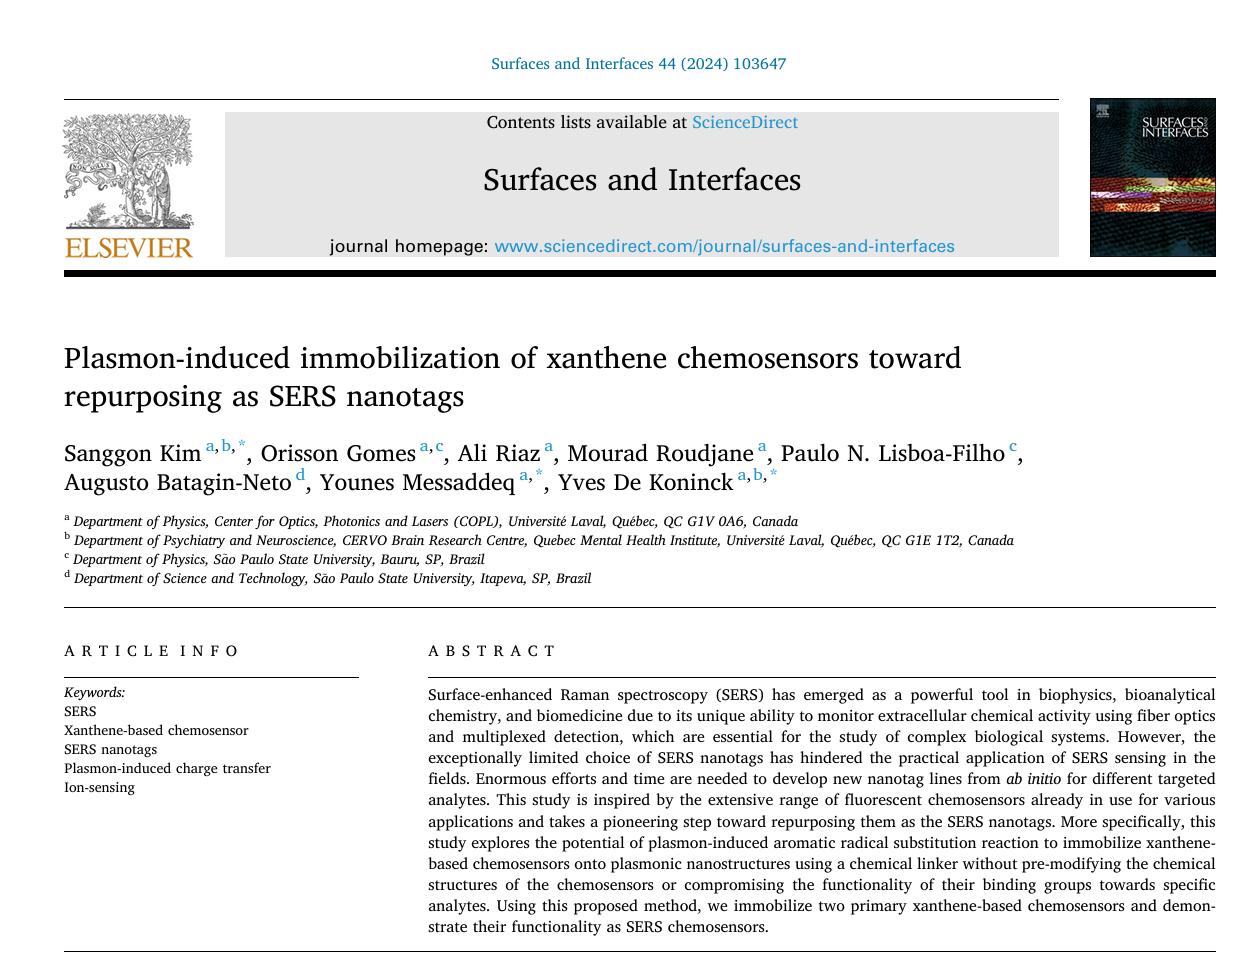 Surfaces and Interfaces 44 (2024) 103647
Contents lists available at ScienceDirect
Surfaces and Interfaces
journal homepage: www.sciencedirect.com/journal/surfaces-and-interfaces
ELSEVIER
SURFACES
INTERFACES
Plasmon-induced immobilization of xanthene chemosensors toward
repurposing as SERS nanotags
Sanggon Kim a,b,*, Orisson Gomes a,c, Ali Riaz a, Mourad Roudjane a, Paulo N. Lisboa-Filho c,
Augusto Batagin-Neto d, Younes Messaddeq a,*, Yves De Koninck a,b,*
a Department of Physics, Center for Optics, Photonics and Lasers (COPL), Université Laval, Québec, QC G1V 0A6, Canada
b Department of Psychiatry and Neuroscience, CERVO Brain Research Centre, Quebec Mental Health Institute, Université Laval, Québec, QC G1E 1T2, Canada
c Department of Physics, São Paulo State University, Bauru, SP, Brazil
d Department of Science and Technology, São Paulo State University, Itapeva, SP, Brazil
ARTICLE INFO
Keywords:
SERS
Xanthene-based chemosensor
SERS nanotags
Plasmon-induced charge transfer
Ion-sensing
ABSTRACT
Surface-enhanced Raman spectroscopy (SERS) has emerged as a powerful tool in biophysics, bioanalytical
chemistry, and biomedicine due to its unique ability to monitor extracellular chemical activity using fiber optics
and multiplexed detection, which are essential for the study of complex biological systems. However, the
exceptionally limited choice of SERS nanotags has hindered the practical application of SERS sensing in the
fields. Enormous efforts and time are needed to develop new nanotag lines from ab initio for different targeted
analytes. This study is inspired by the extensive range of fluorescent chemosensors already in use for various
applications and takes a pioneering step toward repurposing them as the SERS nanotags. More specifically, this
study explores the potential of plasmon-induced aromatic radical substitution reaction to immobilize xanthene-
based chemosensors onto plasmonic nanostructures using a chemical linker without pre-modifying the chemical
structures of the chemosensors or compromising the functionality of their binding groups towards specific
analytes. Using this proposed method, we immobilize two primary xanthene-based chemosensors and demon-
strate their functionality as SERS chemosensors.